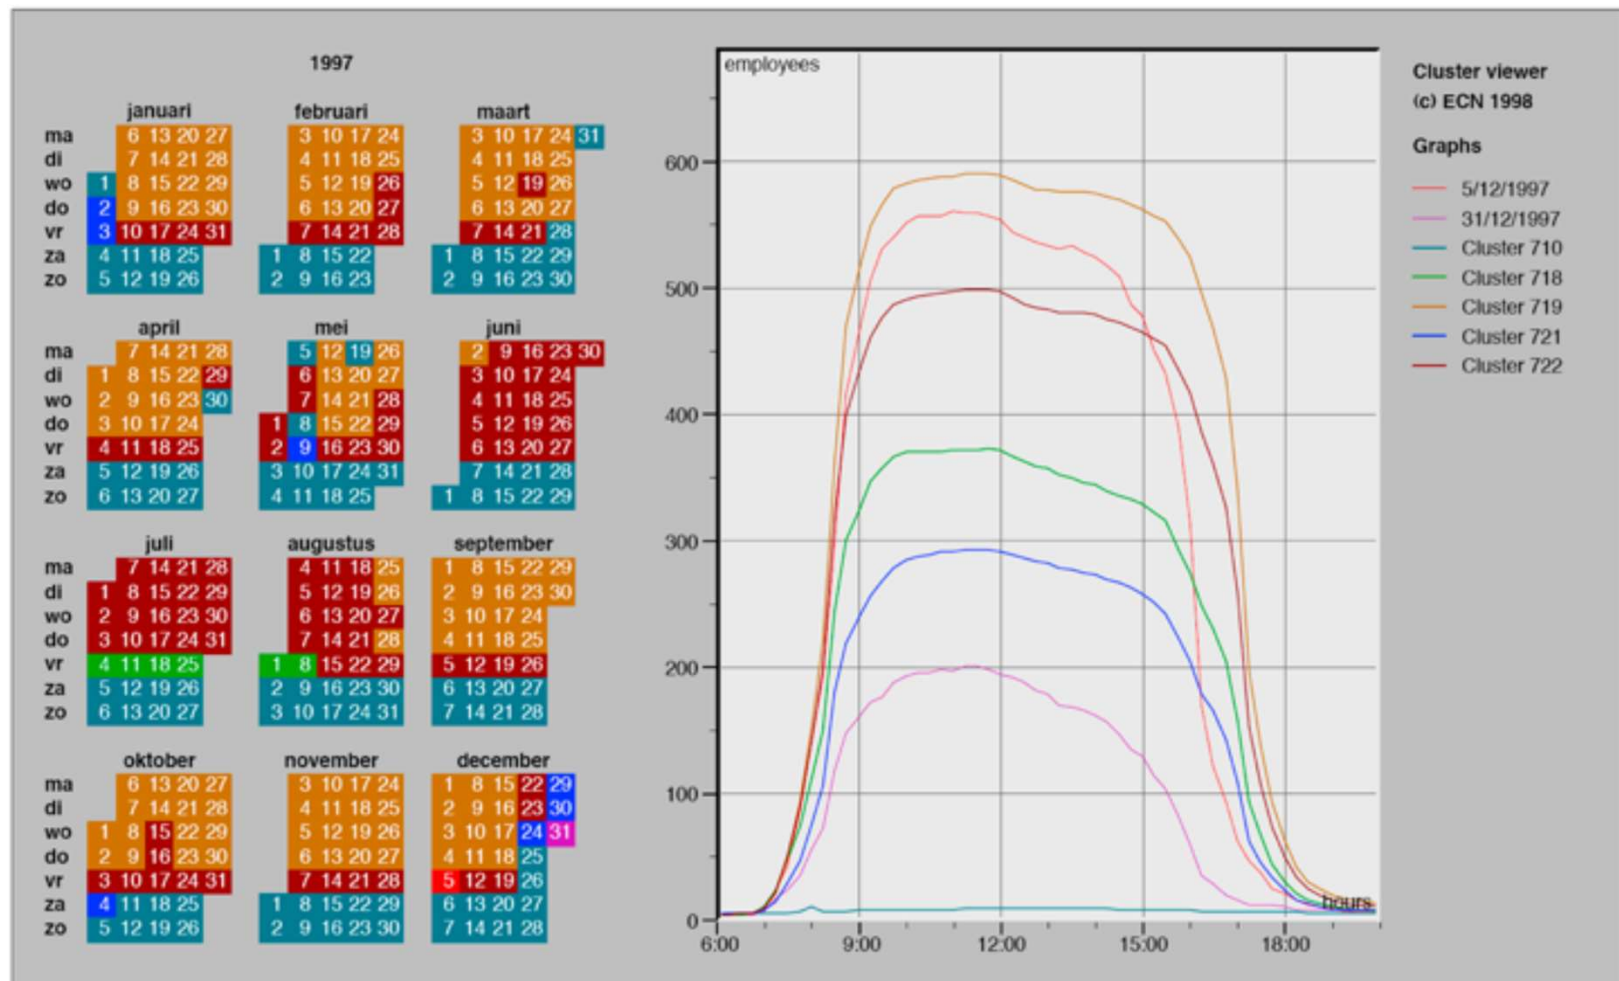 1997
januari februari maart
ma 6 13 20 27 3 10 17 24 3 10 17 24 31
di 7 14 21 28 4 11 18 25 4 11 18 25
wo 1 8 15 22 29 5 12 19 26 5 12 19 26
do 2 9 16 23 30 6 13 20 27 6 13 20 27
vr 3 10 17 24 31 7 14 21 28 7 14 21 28
za 4 11 18 25 1 8 15 22 1 8 15 22 29
zo 5 12 19 26 2 9 16 23 2 9 16 23 30
april mei juni
ma 7 14 21 28 5 12 19 26 2 9 16 23 30
di 1 8 15 22 29 6 13 20 27 3 10 17 24
wo 2 9 16 23 30 7 14 21 28 4 11 18 25
do 3 10 17 24 1 8 15 22 29 5 12 19 26
vr 4 11 18 25 2 9 16 23 30 6 13 20 27
za 5 12 19 26 3 10 17 24 31 7 14 21 28
zo 6 13 20 27 4 11 18 25 1 8 15 22 29
juli augustus september
ma 7 14 21 28 4 11 18 25 1 8 15 22 29
di 1 8 15 22 29 5 12 19 26 2 9 16 23 30
wo 2 9 16 23 30 6 13 20 27 3 10 17 24
do 3 10 17 24 31 7 14 21 28 4 11 18 25
vr 4 11 18 25 1 8 15 22 29 5 12 19 26
za 5 12 19 26 2 9 16 23 30 6 13 20 27
zo 6 13 20 27 3 10 17 24 31 7 14 21 28
oktober november december
ma 6 13 20 27 3 10 17 24 1 8 15 22 29
di 7 14 21 28 4 11 18 25 2 9 16 23 30
wo 1 8 15 22 29 5 12 19 26 3 10 17 24 31
do 2 9 16 23 30 6 13 20 27 4 11 18 25
vr 3 10 17 24 31 7 14 21 28 5 12 19 26
za 4 11 18 25 1 8 15 22 29 6 13 20 27
zo 5 12 19 26 2 9 16 23 30 7 14 21 28
employees
600
500
400
300
200
100
0
hours
6:00 9:00 12:00 15:00 18:00
Cluster viewer
(c) ECN 1998
Graphs
5/12/1997
31/12/1997
Cluster 710
Cluster 718
Cluster 719
Cluster 721
Cluster 722